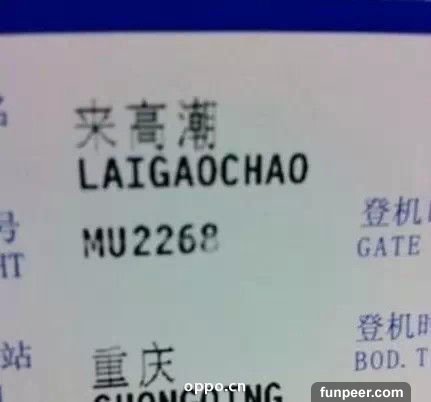 名
来高潮
LAIGAOCHAO
号
MU2268
登机
GATE
HT
登机时
BOD.T
站
重庆
CHONGQING
oppo.cn
funpeer.com